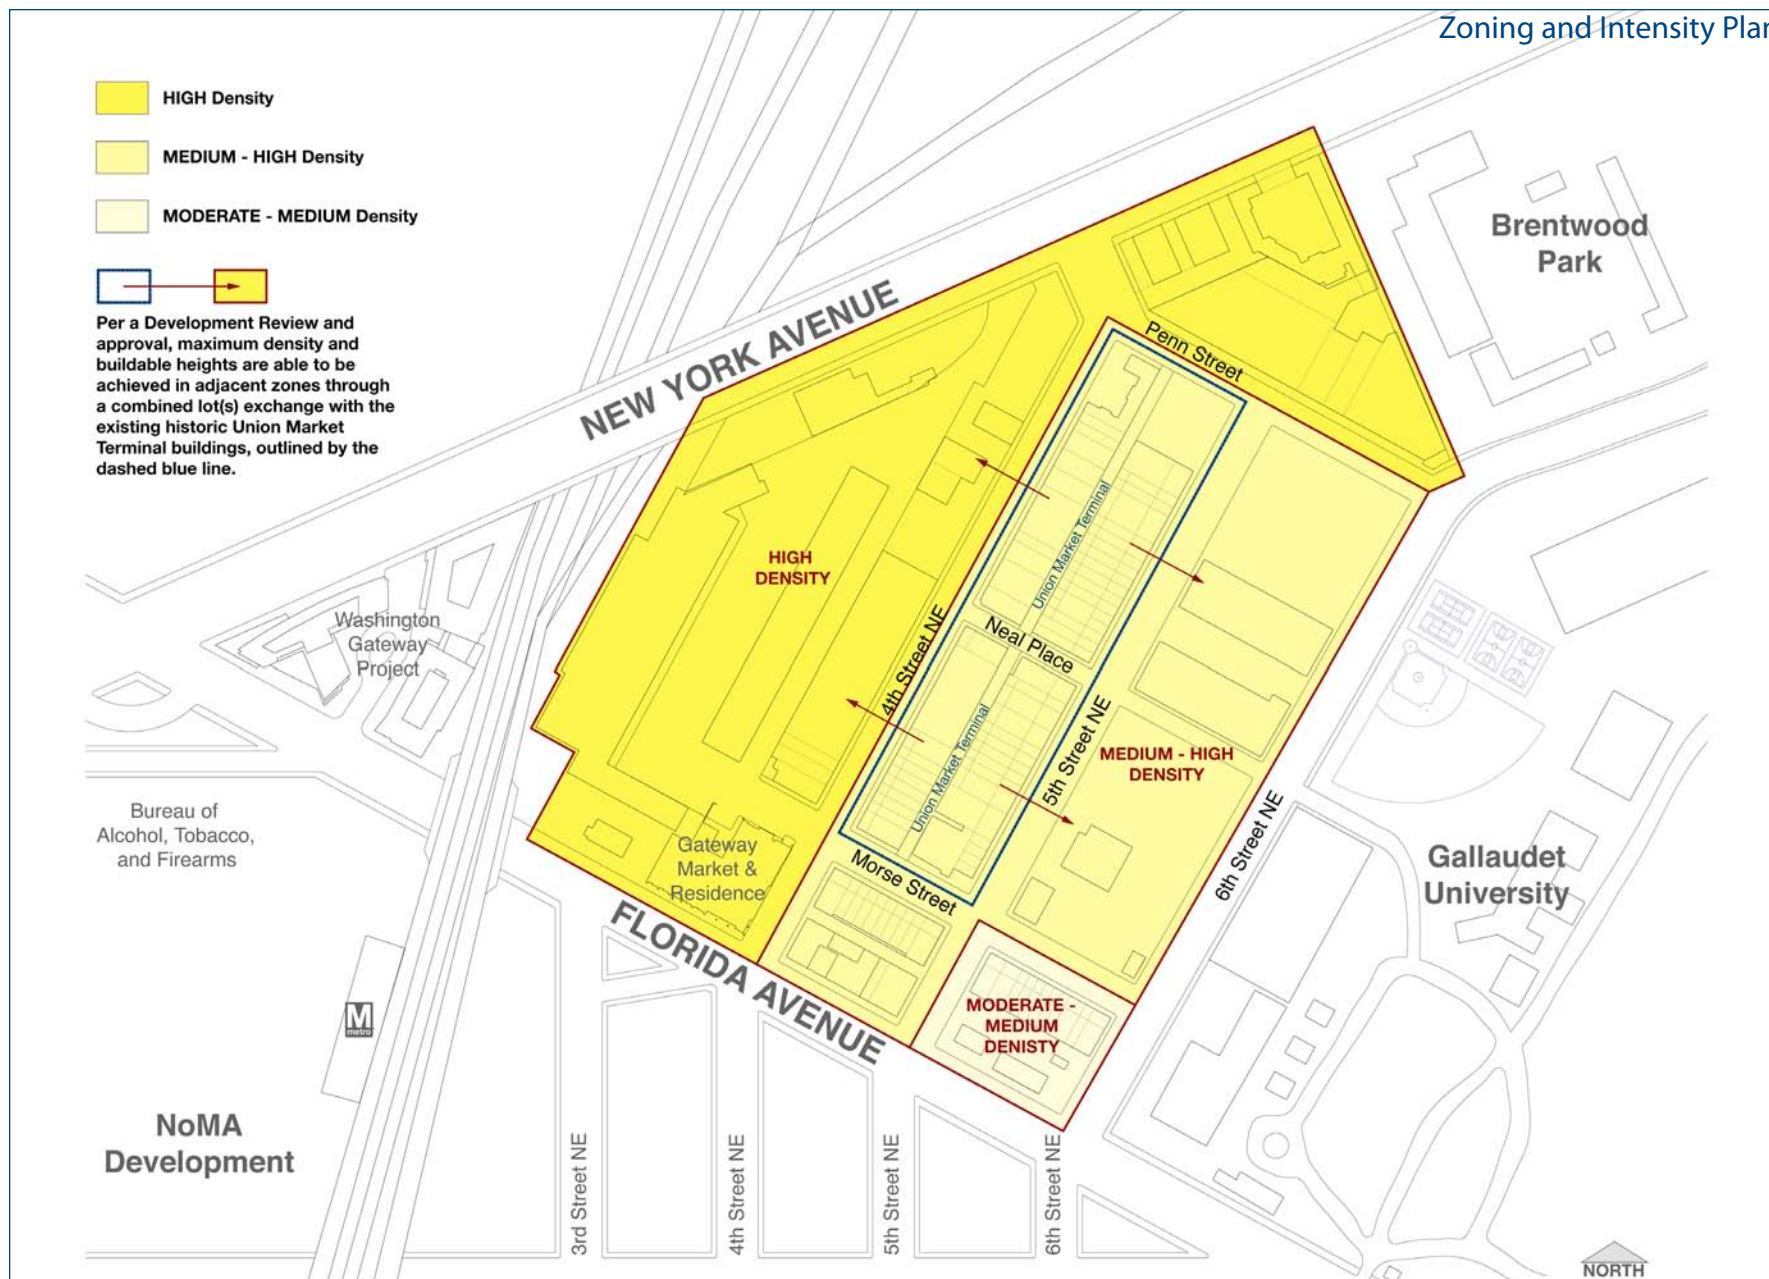 Zoning and Intensity Plan
HIGH Density
MEDIUM - HIGH Density
MODERATE - MEDIUM Density
Per a Development Review and
approval, maximum density and
buildable heights are able to be
achieved in adjacent zones through
a combined lot(s) exchange with the
existing historic Union Market
Terminal buildings, outlined by the
dashed blue line.
Brentwood
Park
NEW YORK AVENUE
Penn Street
Union Market Terminal
HIGH
DENSITY
Washington
Gateway
Project
4th Street NE
Neal Place
Union Market Terminal
5th Street NE
MEDIUM - HIGH
DENSITY
Bureau of
Alcohol, Tobacco,
and Firearms
Gateway
Market &
Residence
Morse Street
6th Street NE
Gallaudet
University
FLORIDA AVENUE
MODERATE -
MEDIUM
DENISTY
M
metro
NoMA
Development
3rd Street NE
4th Street NE
5th Street NE
6th Street NE
NORTH